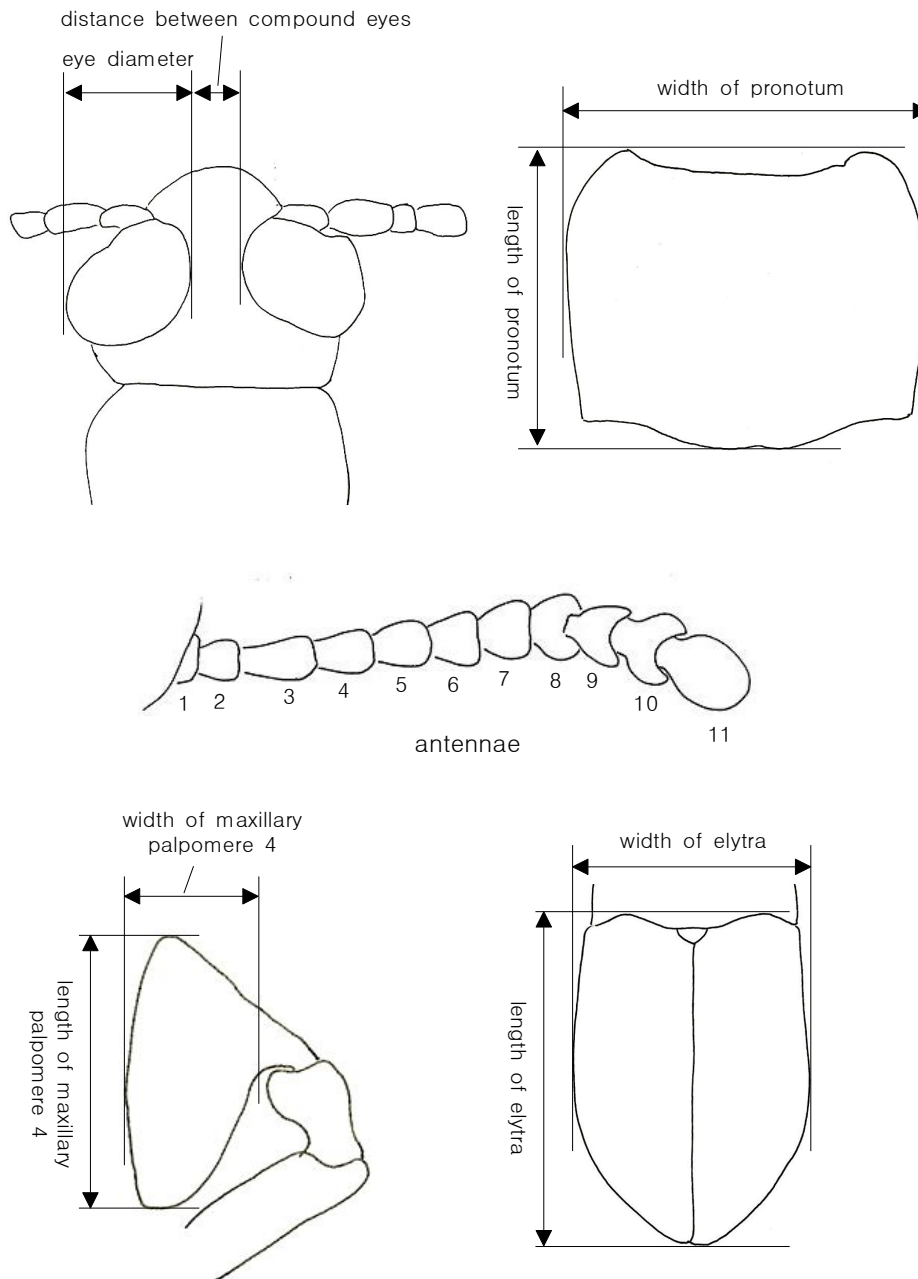 distance between compound eyes
eye diameter
width of pronotum
length of pronotum
1 2 3 4 5 6 7 8 9 10 11
antennae
width of maxillary
palpomere 4
length of maxillary
palpomere 4
width of elytra
length of elytra